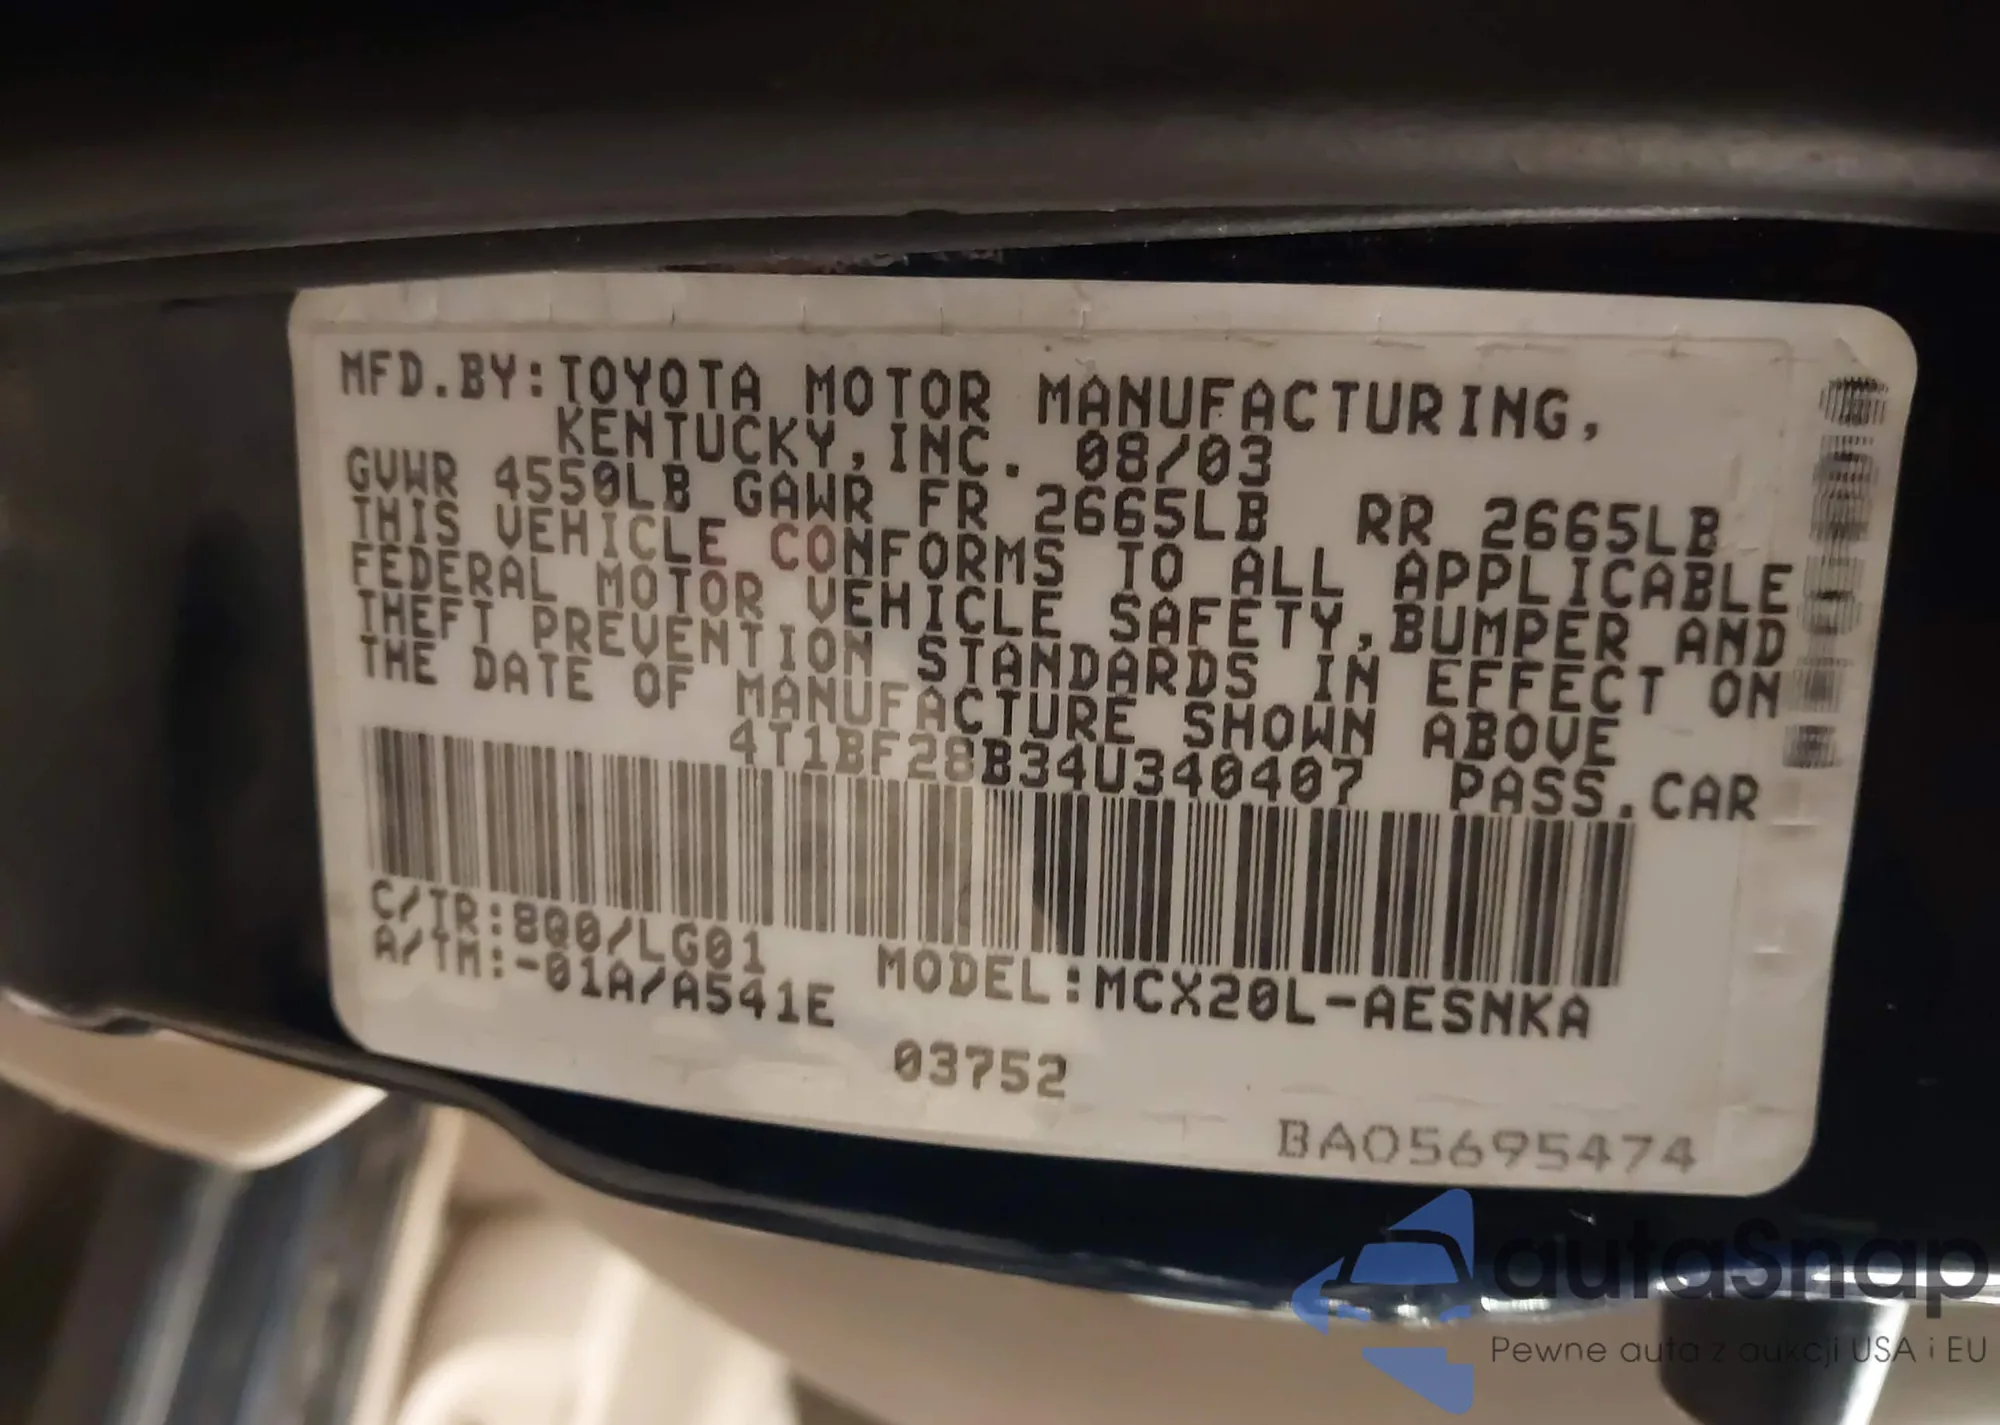 MFD.BY:TOYOTA MOTOR MANUFACTURING,
KENTUCKY,INC. 08/03
GVWR 4550LB GAWR FR 2665LB RR 2665LB
THIS VEHICLE CONFORMS TO ALL APPLICABLE
FEDERAL MOTOR VEHICLE SAFETY,BUMPER AND
THEFT PREVENTION STANDARDS IN EFFECT ON
THE DATE OF MANUFACTURE SHOWN ABOVE
4T1BF28B34U340407 PASS.CAR
C/TR:8Q0/LG01
A/TM:-01A/A541E MODEL:MCX20L-AESNKA
03752
BA05695474
autaSnap
Pewne auta z aukcji USA i EU